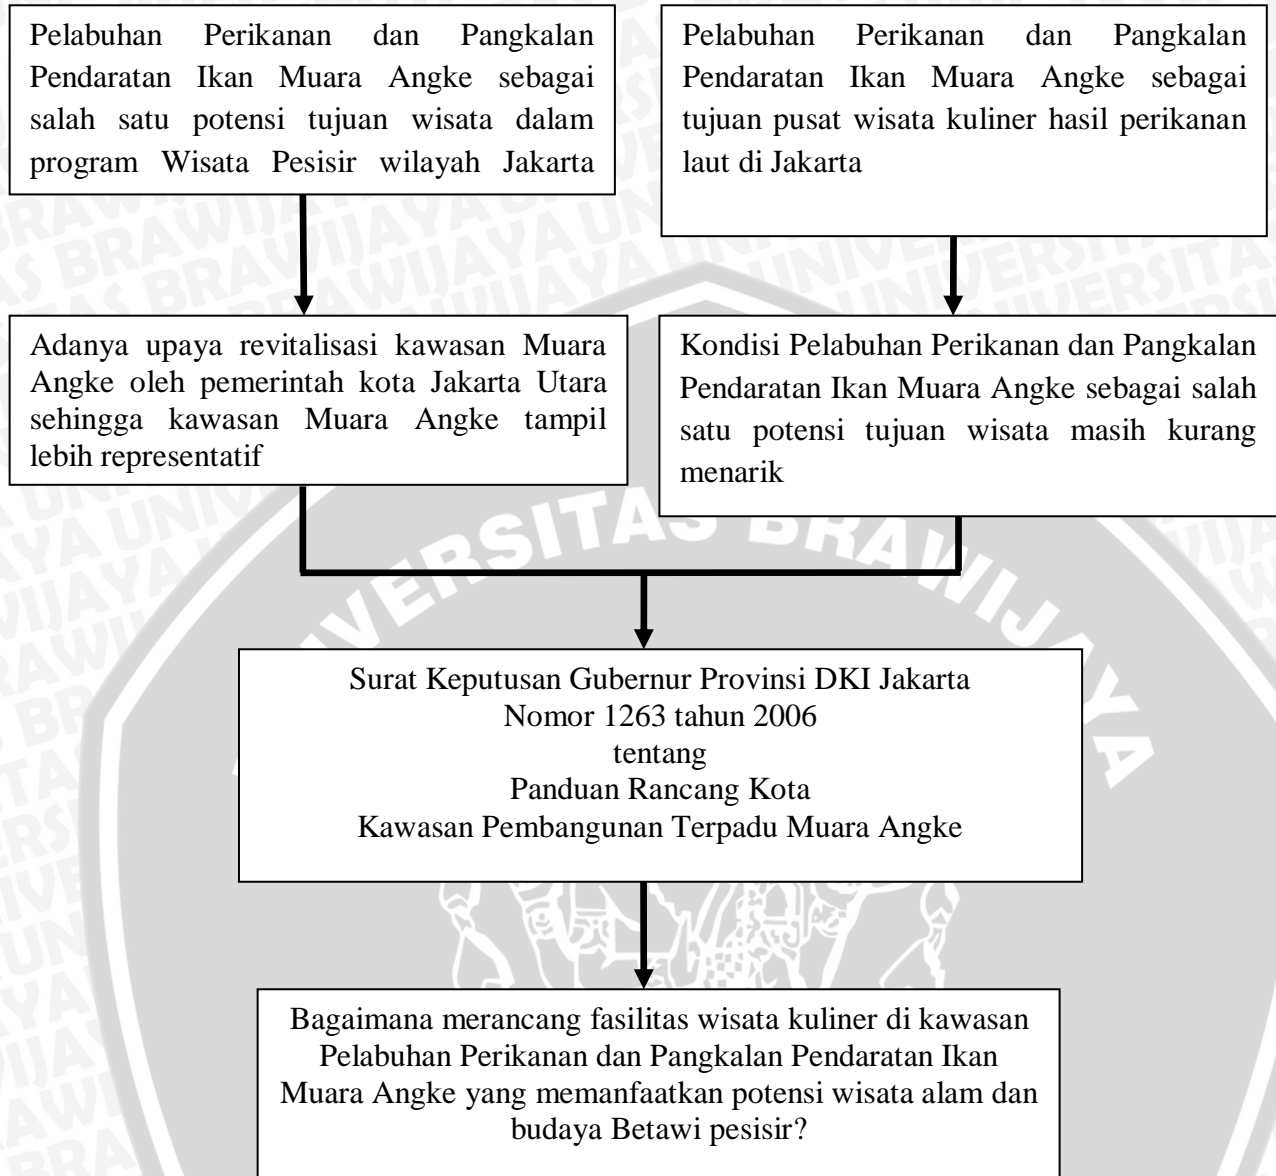 Pelabuhan Perikanan dan Pangkalan
Pendaratan Ikan Muara Angke sebagai
salah satu potensi tujuan wisata dalam
program Wisata Pesisir wilayah Jakarta
Pelabuhan Perikanan dan Pangkalan
Pendaratan Ikan Muara Angke sebagai
tujuan pusat wisata kuliner hasil perikanan
laut di Jakarta
Adanya upaya revitalisasi kawasan Muara
Angke oleh pemerintah kota Jakarta Utara
sehingga kawasan Muara Angke tampil
lebih representatif
Kondisi Pelabuhan Perikanan dan Pangkalan
Pendaratan Ikan Muara Angke sebagai salah
satu potensi tujuan wisata masih kurang
menarik
Surat Keputusan Gubernur Provinsi DKI Jakarta
Nomor 1263 tahun 2006
tentang
Panduan Rancang Kota
Kawasan Pembangunan Terpadu Muara Angke
Bagaimana merancang fasilitas wisata kuliner di kawasan
Pelabuhan Perikanan dan Pangkalan Pendaratan Ikan
Muara Angke yang memanfaatkan potensi wisata alam dan
budaya Betawi pesisir?